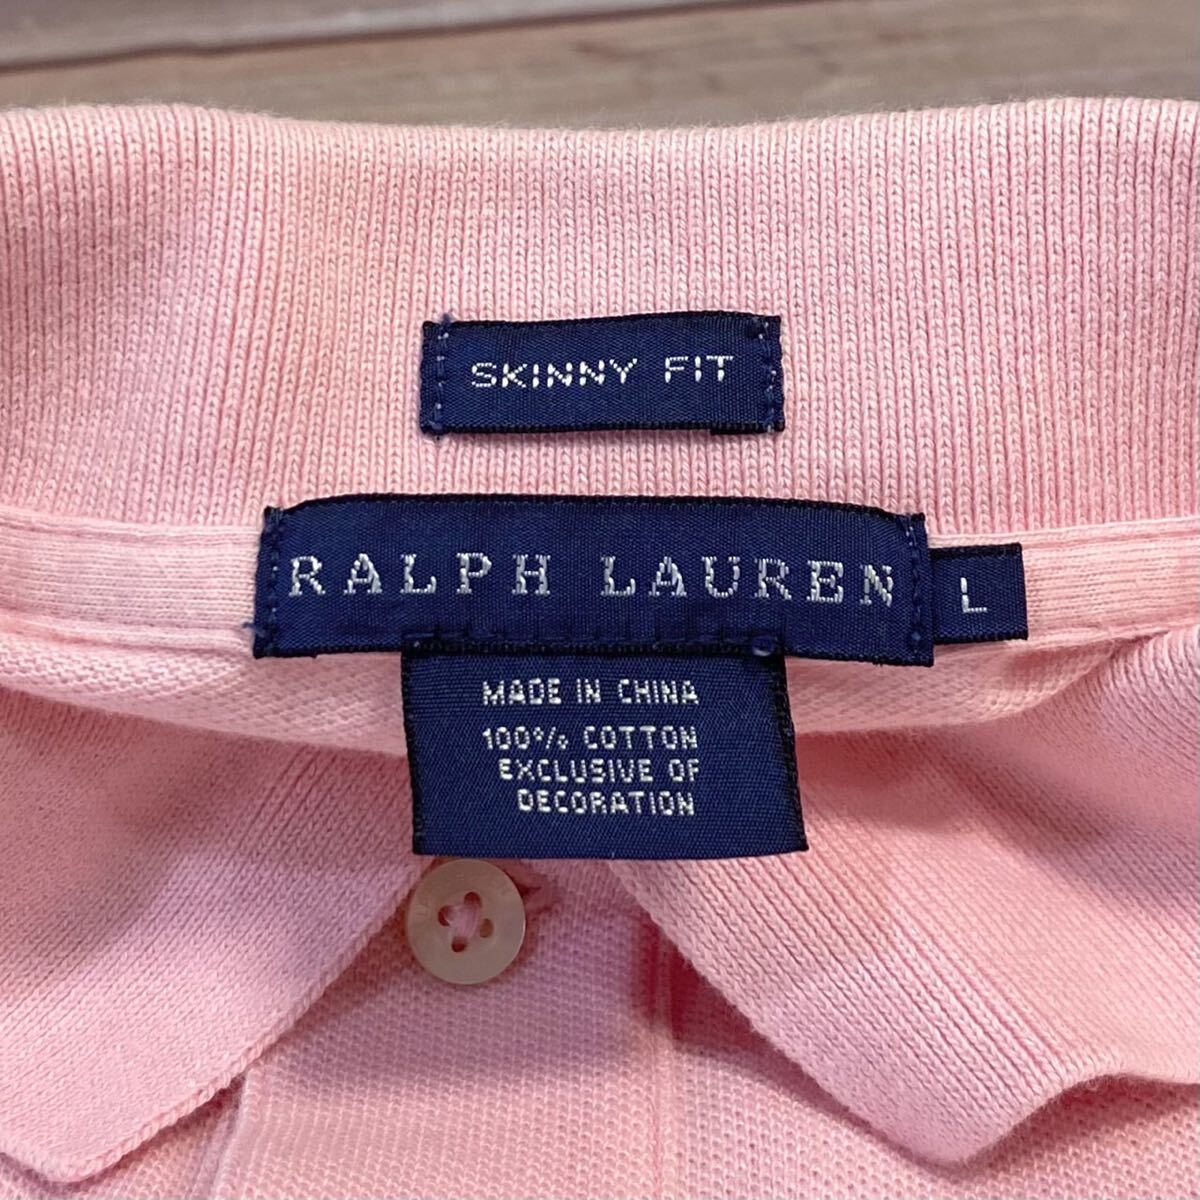 SKINNY FIT
RALPH LAUREN
L
MADE IN CHINA
100% COTTON
EXCLUSIVE OF
DECORATION